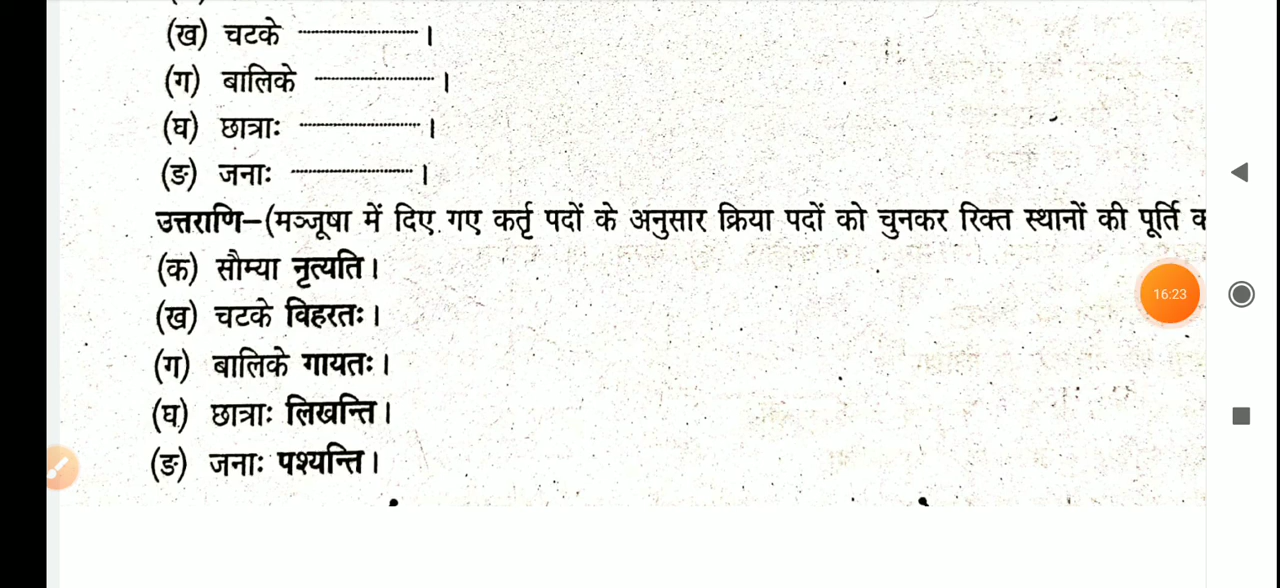 (ख) चटके ......................।
(ग) बालिके ......................।
(घ) छात्राः ......................।
(ङ) जनाः ......................।
उत्तराणि–(मञ्जूषा में दिए गए कर्तृ पदों के अनुसार क्रिया पदों को चुनकर रिक्त स्थानों की पूर्ति
(क) सौम्या नृत्यति।
16:23
(ख) चटके विहरतः।
(ग) बालिके गायतः।
(घ) छात्राः लिखन्ति।
(ङ) जनाः पश्यन्ति।